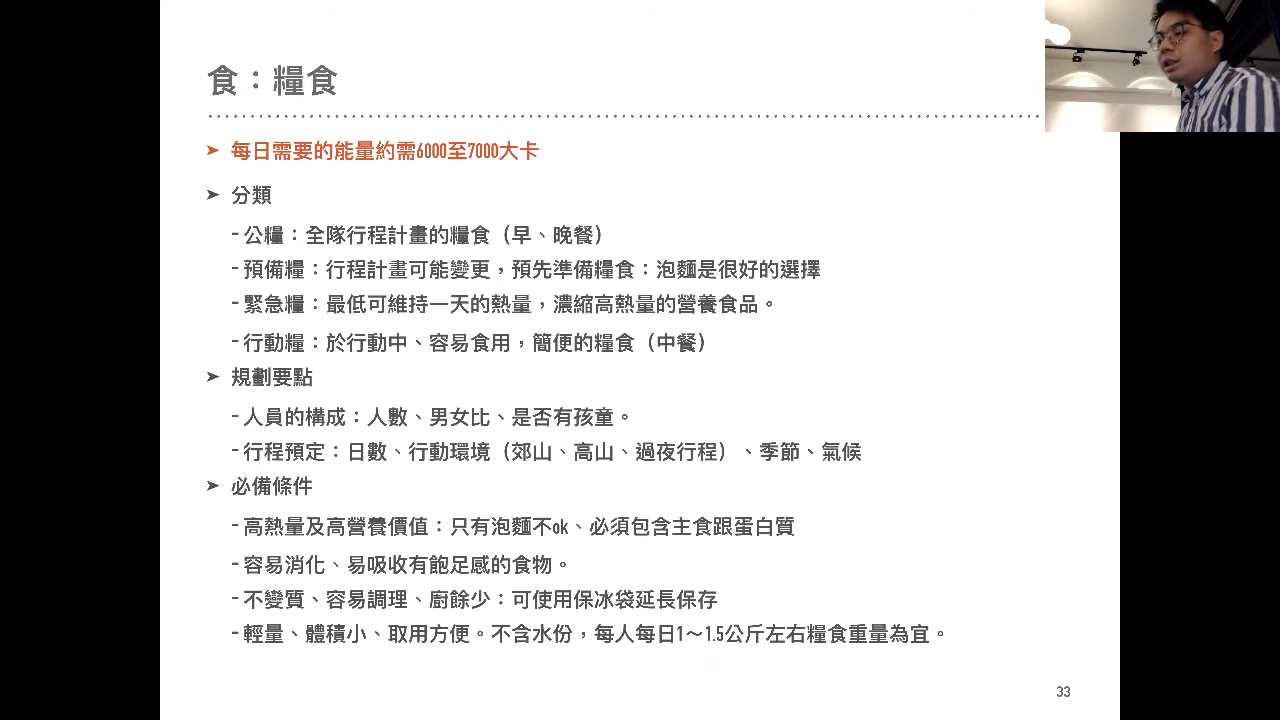 食：糧食
➤ 每日需要的能量約需6000至7000大卡
➤ 分類
-公糧：全隊行程計畫的糧食（早、晚餐）
-預備糧：行程計畫可能變更，預先準備糧食：泡麵是很好的選擇
-緊急糧：最低可維持一天的熱量，濃縮高熱量的營養食品。
-行動糧：於行動中、容易食用，簡便的糧食（中餐）
➤ 規劃要點
-人員的構成：人數、男女比、是否有孩童。
-行程預定：日數、行動環境（郊山、高山、過夜行程）、季節、氣候
➤ 必備條件
-高熱量及高營養價值：只有泡麵不ok、必須包含主食跟蛋白質
-容易消化、易吸收有飽足感的食物。
-不變質、容易調理、廚餘少：可使用保冰袋延長保存
-輕量、體積小、取用方便。不含水份，每人每日1～1.5公斤左右糧食重量為宜。
33